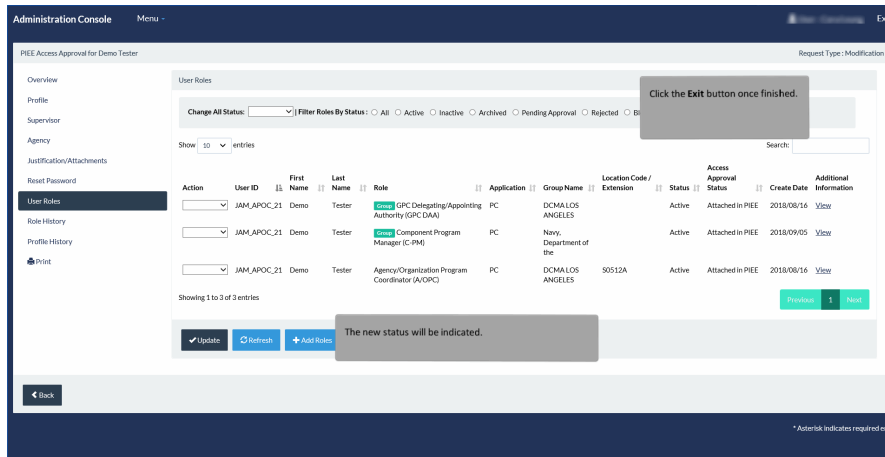 Administration Console Menu
Ex
PIEE Access Approval for Demo Tester
Request Type : Modification
Overview
Profile
Supervisor
Agency
Justification/Attachments
Reset Password
User Roles
Role History
Profile History
Print
User Roles
Click the Exit button once finished.
Change All Status: | Filter Roles By Status : All Active Inactive Archived Pending Approval Rejected Bl
Show 10 entries
Search:
Action User ID First Name Last Name Role Application Group Name Location Code / Extension Status Access Approval Status Create Date Additional Information
JAM_APOC_21 Demo Tester Group GPC Delegating/Appointing PC DCMA LOS Active Attached in PIEE 2018/08/16 View
Authority (GPC DAA) ANGELES
JAM_APOC_21 Demo Tester Group Component Program PC Navy, Active Attached in PIEE 2018/09/05 View
Manager (C-PM) Department of
the
JAM_APOC_21 Demo Tester Agency/Organization Program PC DCMA LOS S0512A Active Attached in PIEE 2018/08/16 View
Coordinator (A/OPC) ANGELES
Showing 1 to 3 of 3 entries
Previous 1 Next
Update Refresh Add Roles
The new status will be indicated.
Back
* Asterisk indicates required e